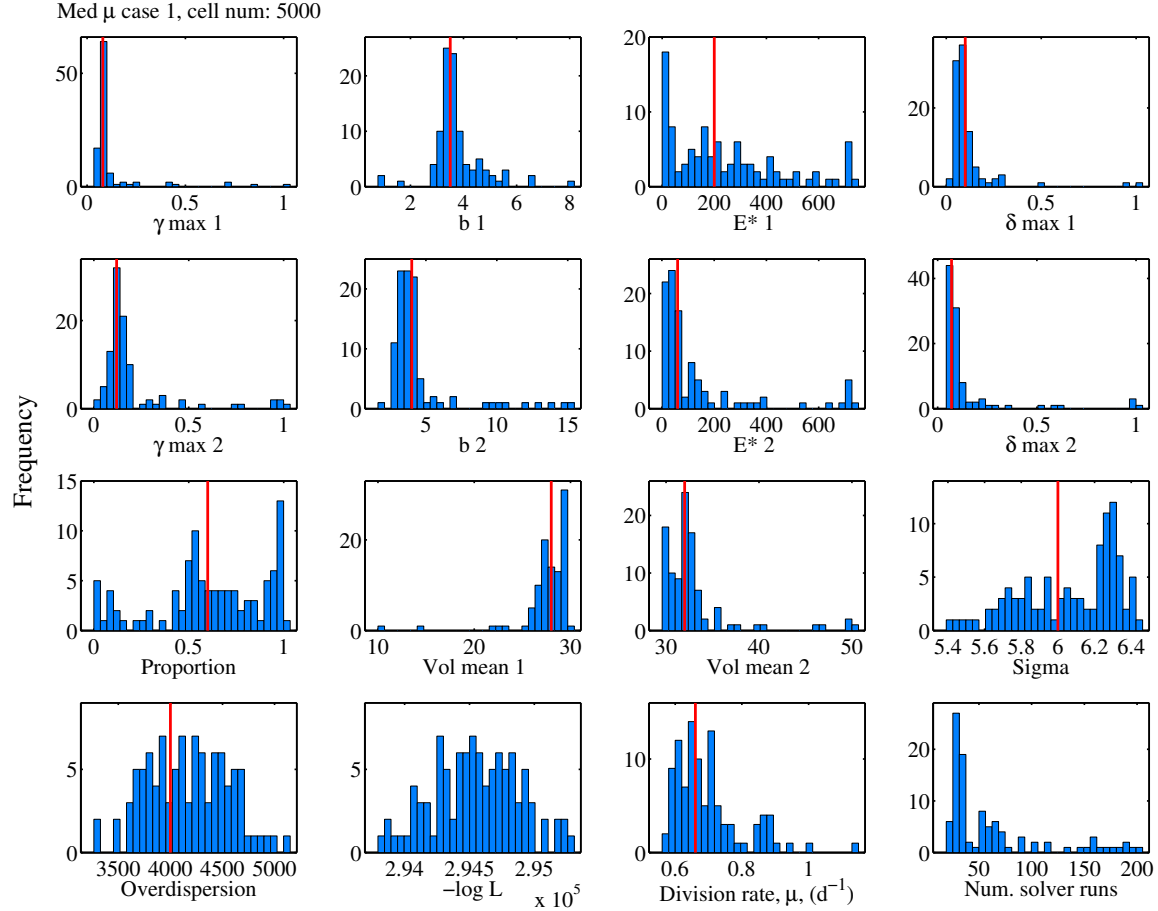 Med μ case 1, cell num: 5000
50
0
0 0.5 1
γ max 1
20
10
0
2 4 6 8
b 1
20
15
10
5
0
0 200 400 600
E* 1
20
0
0 0.5 1
δ max 1
20
0
0 0.5 1
γ max 2
20
10
0
5 10 15
b 2
20
10
0
0 200 400 600
E* 2
40
20
0
0 0.5 1
δ max 2
Frequency
15
10
5
0
0 0.5 1
Proportion
20
0
10 20 30
Vol mean 1
20
10
0
30 40 50
Vol mean 2
10
5
0
5.4 5.6 5.8 6 6.2 6.4
Sigma
5
0
3500 4000 4500 5000
Overdispersion
5
0
2.94 2.945 2.95
−log L
x 10^5
10
0
0.6 0.8 1
Division rate, μ, (d^−1)
20
10
0
50 100 150 200
Num. solver runs